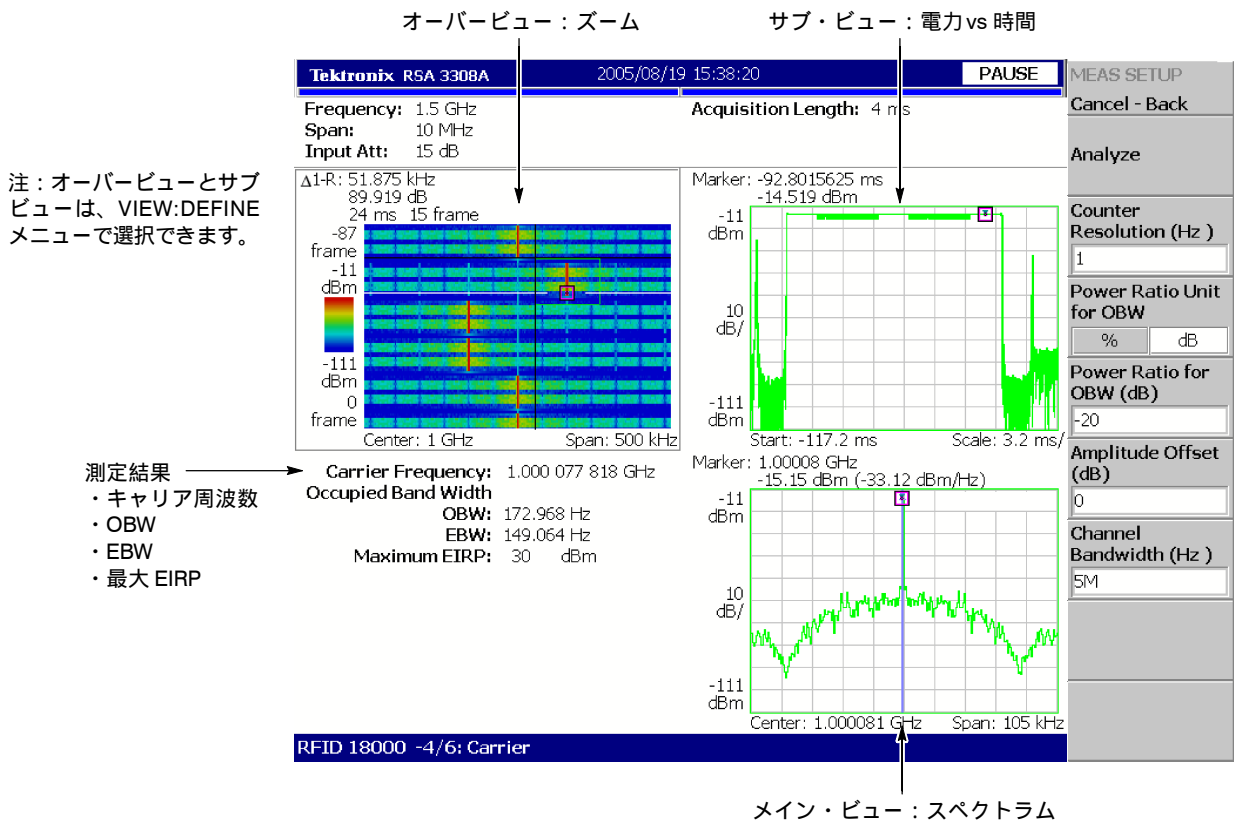 オーバービュー：ズーム
サブ・ビュー：電力 vs 時間
Tektronix RSA 3308A
2005/08/19 15:38:20
PAUSE
MEAS SETUP
Cancel - Back
Frequency: 1.5 GHz
Span: 10 MHz
Input Att: 15 dB
Acquisition Length: 4 ms
Analyze
注：オーバービューとサブ
ビューは、VIEW:DEFINE
メニューで選択できます。
Δ1-R: 51.875 kHz
89.919 dB
24 ms 15 frame
-87
frame
-11
dBm
-111
dBm
0
frame
Center: 1 GHz
Span: 500 kHz
Marker: -92.8015625 ms
-14.519 dBm
-11
dBm
10
dB/
-111
dBm
Start: -117.2 ms
Scale: 3.2 ms/
Counter
Resolution (Hz )
1
Power Ratio Unit
for OBW
%
dB
Power Ratio for
OBW (dB)
-20
Amplitude Offset
(dB)
0
Channel
Bandwidth (Hz )
5M
測定結果
・キャリア周波数
・OBW
・EBW
・最大 EIRP
Carrier Frequency: 1.000 077 818 GHz
Occupied Band Width
OBW: 172.968 Hz
EBW: 149.064 Hz
Maximum EIRP: 30 dBm
Marker: 1.00008 GHz
-15.15 dBm (-33.12 dBm/Hz)
-11
dBm
10
dB/
-111
dBm
Center: 1.000081 GHz
Span: 105 kHz
RFID 18000 -4/6: Carrier
メイン・ビュー：スペクトラム